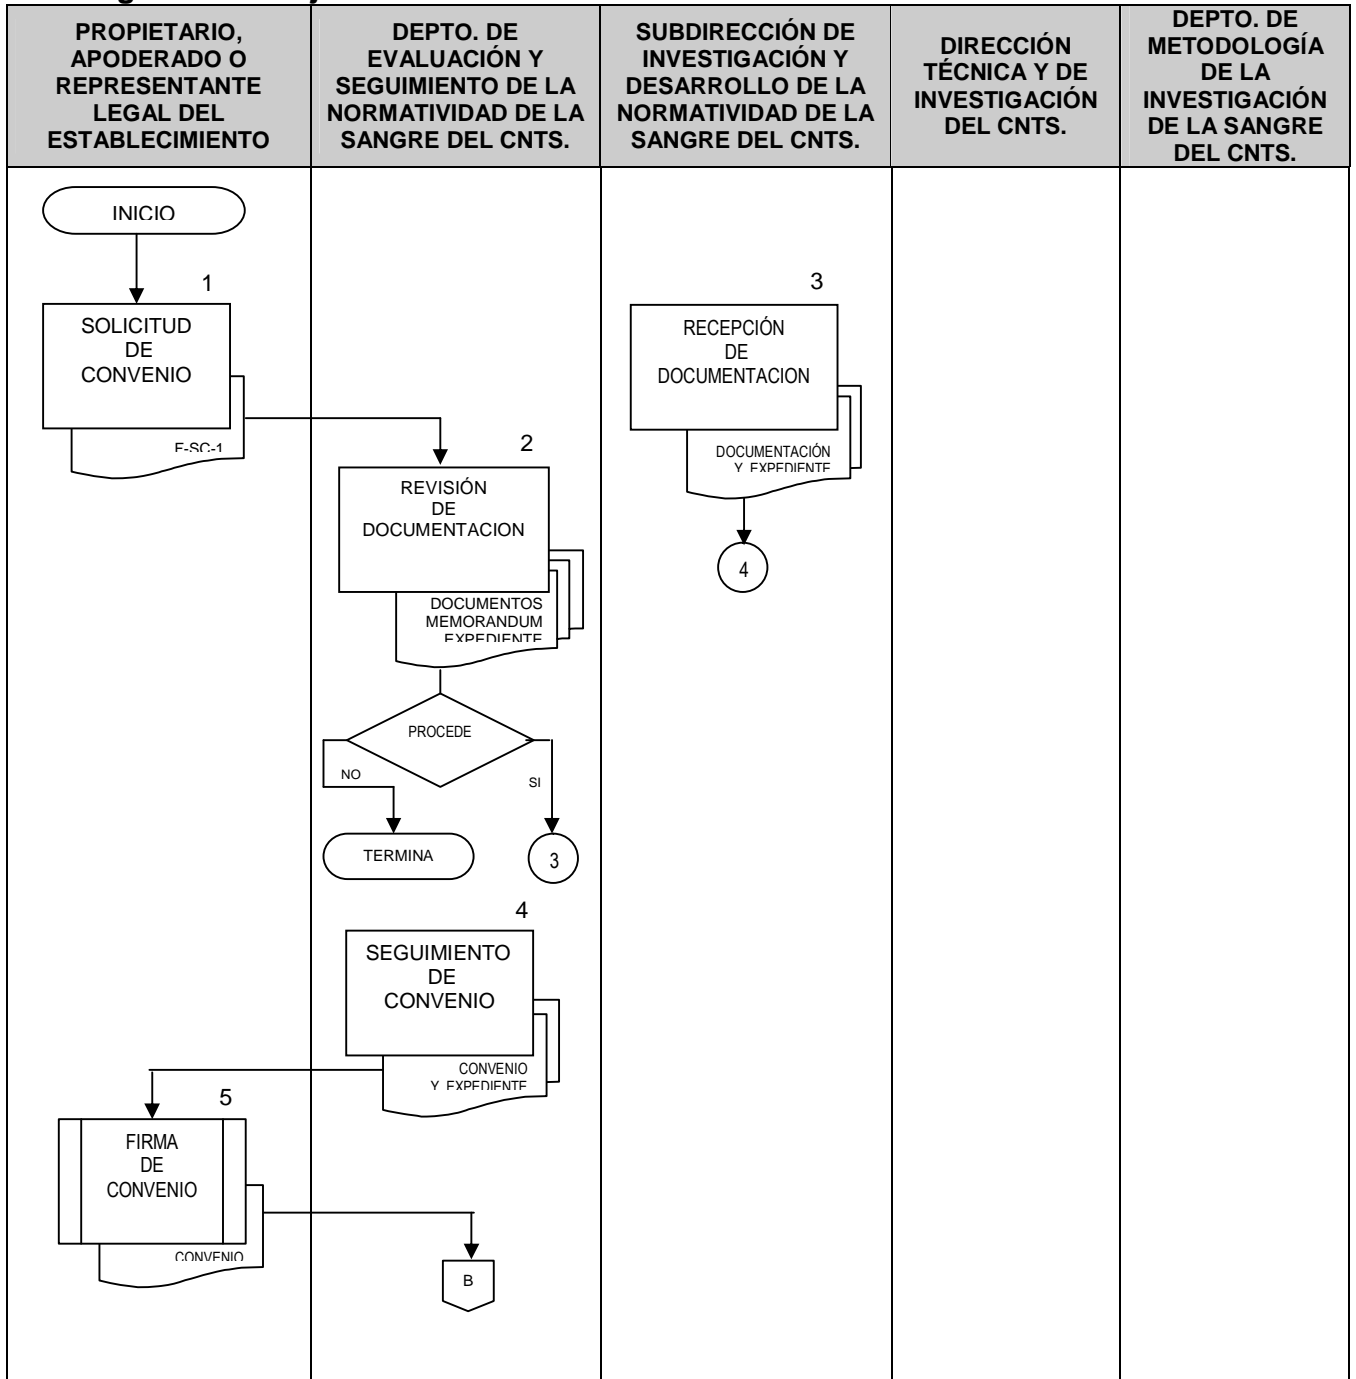 PROPIETARIO,
APODERADO O
REPRESENTANTE
LEGAL DEL
ESTABLECIMIENTO
DEPTO. DE
EVALUACIÓN Y
SEGUIMIENTO DE LA
NORMATIVIDAD DE LA
SANGRE DEL CNTS.
SUBDIRECCIÓN DE
INVESTIGACIÓN Y
DESARROLLO DE LA
NORMATIVIDAD DE LA
SANGRE DEL CNTS.
DIRECCIÓN
TÉCNICA Y DE
INVESTIGACIÓN
DEL CNTS.
DEPTO. DE
METODOLOGÍA
DE LA
INVESTIGACIÓN
DE LA SANGRE
DEL CNTS.
INICIO
1
SOLICITUD
DE
CONVENIO
F-SC-1
2
REVISIÓN
DE
DOCUMENTACION
DOCUMENTOS
MEMORANDUM
EXPEDIENTE
PROCEDE
NO
SI
TERMINA
3
3
RECEPCIÓN
DE
DOCUMENTACION
DOCUMENTACIÓN
Y EXPEDIENTE
4
4
SEGUIMIENTO
DE
CONVENIO
CONVENIO
Y EXPEDIENTE
5
FIRMA
DE
CONVENIO
CONVENIO
B